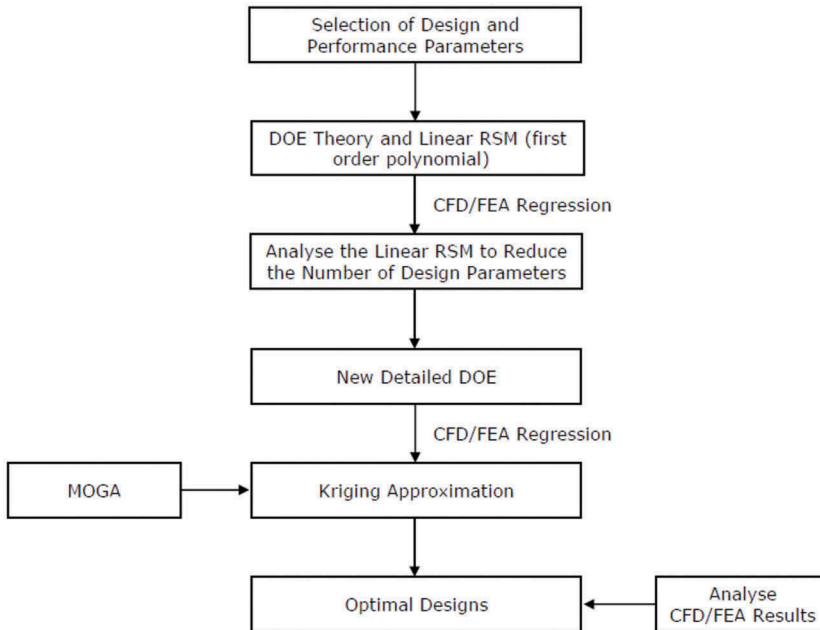 Selection of Design and
Performance Parameters
DOE Theory and Linear RSM (first
order polynomial)
CFD/FEA Regression
Analyse the Linear RSM to Reduce
the Number of Design Parameters
New Detailed DOE
CFD/FEA Regression
MOGA
Kriging Approximation
Optimal Designs
Analyse
CFD/FEA Results